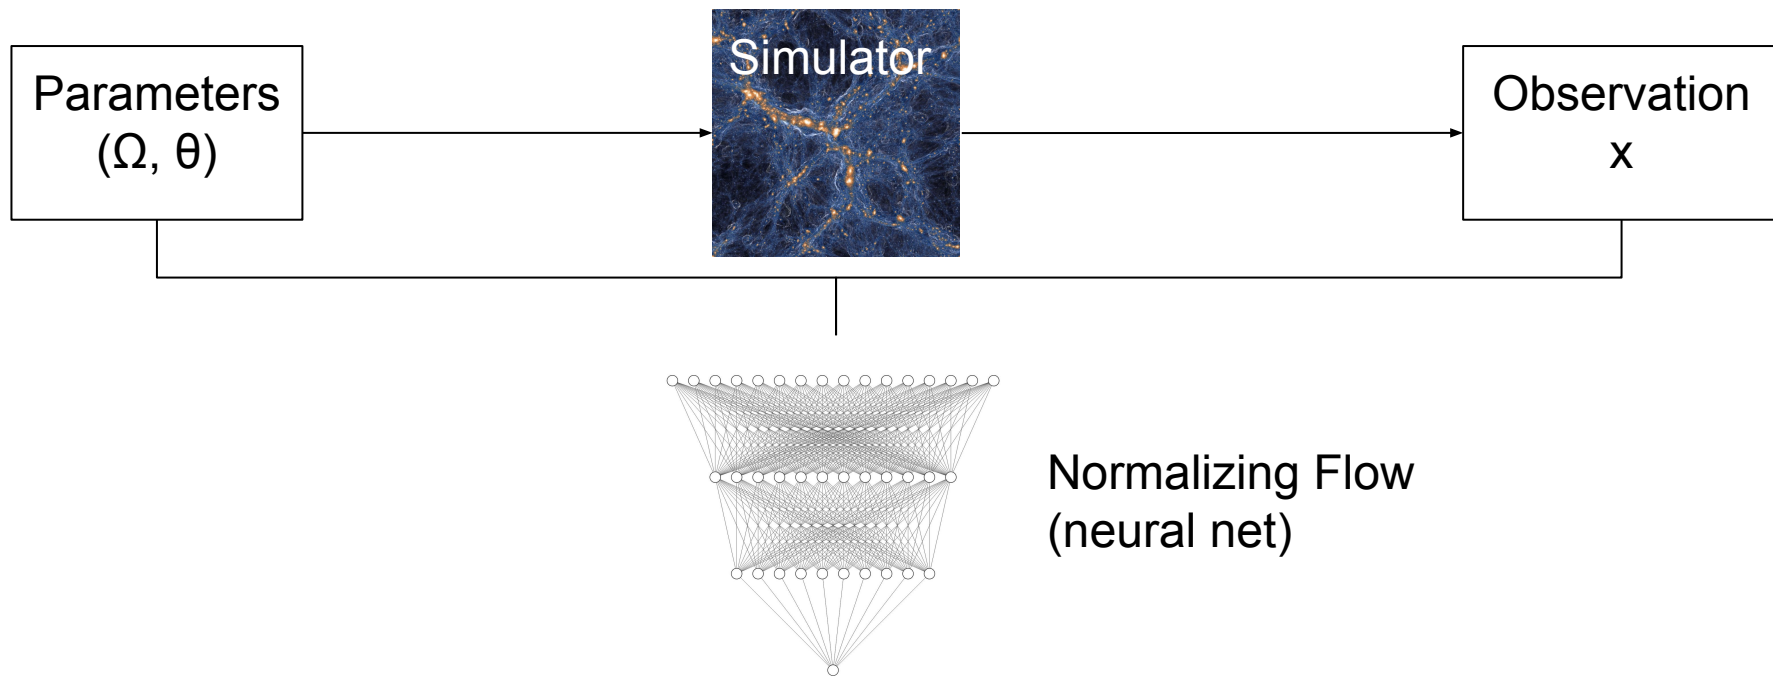 Parameters
(Ω, θ)
Simulator
Observation
x
Normalizing Flow
(neural net)